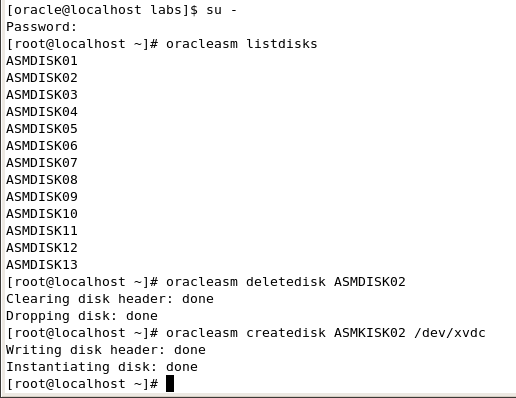 [oracle@localhost labs]$ su -
Password:
[root@localhost ~]# oracleasm listdisks
ASMDISK01
ASMDISK02
ASMDISK03
ASMDISK04
ASMDISK05
ASMDISK06
ASMDISK07
ASMDISK08
ASMDISK09
ASMDISK10
ASMDISK11
ASMDISK12
ASMDISK13
[root@localhost ~]# oracleasm deletedisk ASMDISK02
Clearing disk header: done
Dropping disk: done
[root@localhost ~]# oracleasm createdisk ASMKISK02 /dev/xvdc
Writing disk header: done
Instantiating disk: done
[root@localhost ~]#